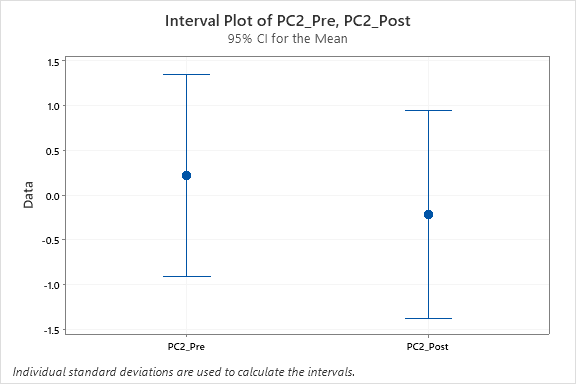 Interval Plot of PC2_Pre, PC2_Post
95% CI for the Mean
1.5
1.0
0.5
0.0
-0.5
-1.0
-1.5
Data
PC2_Pre
PC2_Post
Individual standard deviations are used to calculate the intervals.